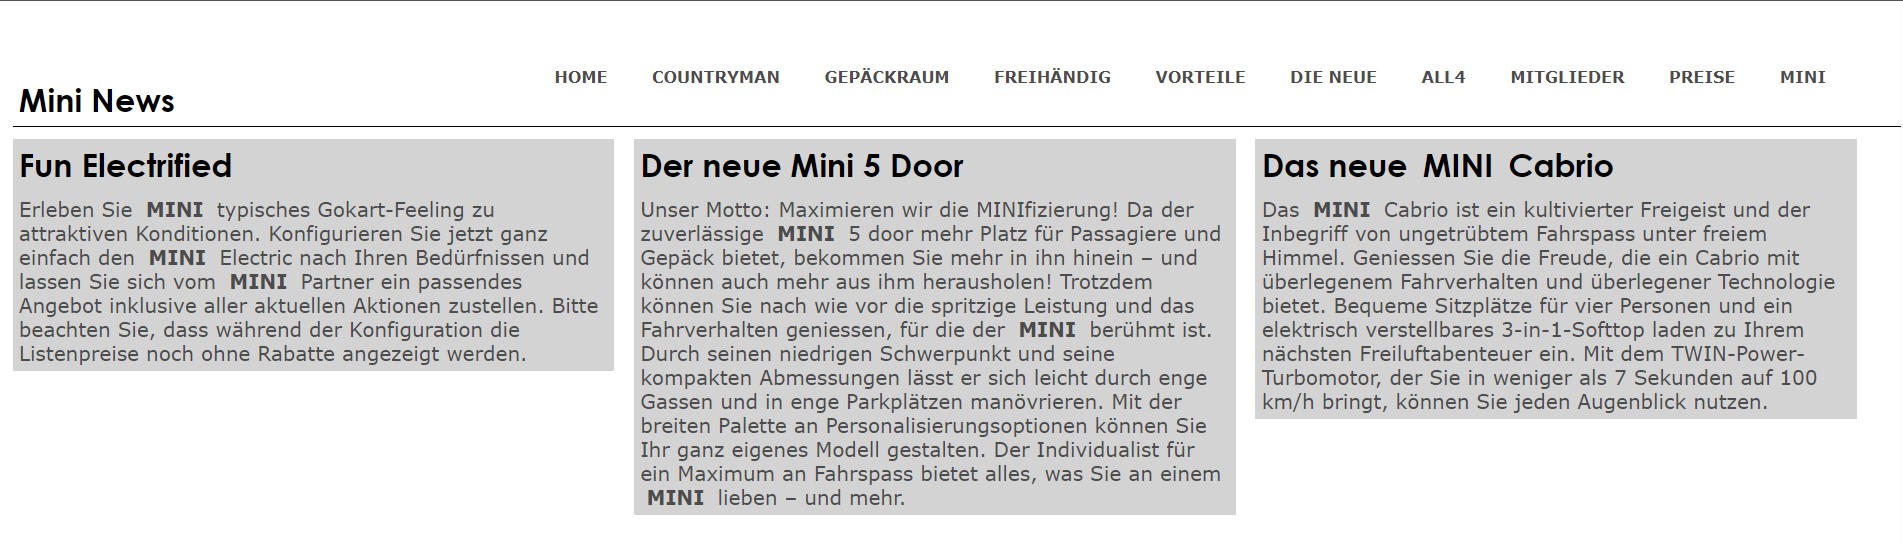 HOME COUNTRYMAN GEPÄCKRAUM FREIHÄNDIG VORTEILE DIE NEUE ALL4 MITGLIEDER PREISE MINI
Mini News
Fun Electrified
Erleben Sie MINI typisches Gokart-Feeling zu
attraktiven Konditionen. Konfigurieren Sie jetzt ganz
einfach den MINI Electric nach Ihren Bedürfnissen und
lassen Sie sich vom MINI Partner ein passendes
Angebot inklusive aller aktuellen Aktionen zustellen. Bitte
beachten Sie, dass während der Konfiguration die
Listenpreise noch ohne Rabatte angezeigt werden.
Der neue Mini 5 Door
Unser Motto: Maximieren wir die MINIfizierung! Da der
zuverlässige MINI 5 door mehr Platz für Passagiere und
Gepäck bietet, bekommen Sie mehr in ihn hinein – und
können auch mehr aus ihm herausholen! Trotzdem
können Sie nach wie vor die spritzige Leistung und das
Fahrverhalten geniessen, für die der MINI berühmt ist.
Durch seinen niedrigen Schwerpunkt und seine
kompakten Abmessungen lässt er sich leicht durch enge
Gassen und in enge Parkplätzen manövrieren. Mit der
breiten Palette an Personalisierungsoptionen können Sie
Ihr ganz eigenes Modell gestalten. Der Individualist für
ein Maximum an Fahrspass bietet alles, was Sie an einem
MINI lieben – und mehr.
Das neue MINI Cabrio
Das MINI Cabrio ist ein kultivierter Freigeist und der
Inbegriff von ungetrübtem Fahrspass unter freiem
Himmel. Geniessen Sie die Freude, die ein Cabrio mit
überlegenem Fahrverhalten und überlegener Technologie
bietet. Bequeme Sitzplätze für vier Personen und ein
elektrisch verstellbares 3-in-1-Softtop laden zu Ihrem
nächsten Freiluftabenteuer ein. Mit dem TWIN-Power-
Turbomotor, der Sie in weniger als 7 Sekunden auf 100
km/h bringt, können Sie jeden Augenblick nutzen.